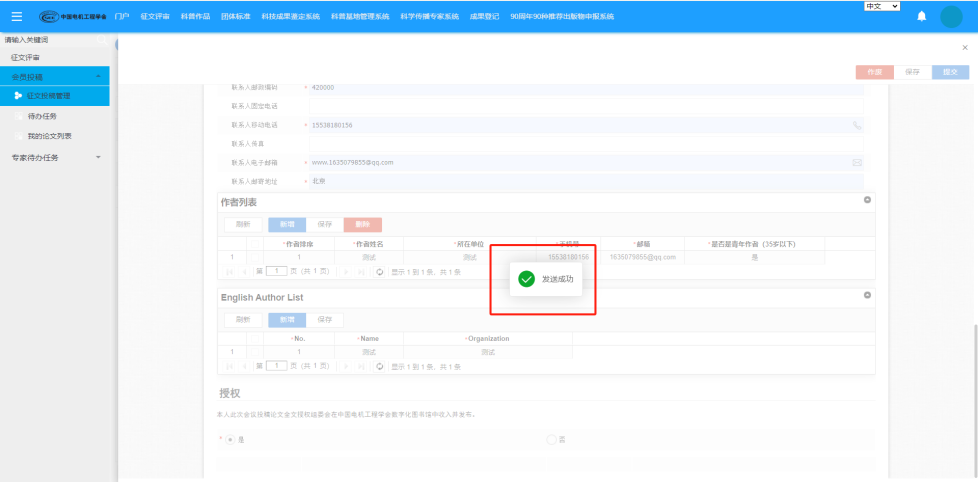 中文
CSEE 中国电机工程学会 门户 征文评审 科普作品 团体标准 科技成果鉴定系统 科普基地管理系统 科学传播专家系统 成果登记 90周年90种推荐出版物申报系统
请输入关键词
征文评审
会员投稿
征文投稿管理
待办任务
我的论文列表
专家待办任务
×
作废 保存 提交
联系人邮政编码 * 420000
联系人固定电话
联系人移动电话 * 15538180156
联系人传真
联系人电子邮箱 * www.1635079855@qq.com
联系人邮寄地址 * 北京
作者列表
刷新 新增 保存 删除
*作者排序 *作者姓名 *所在单位 *手机号 *邮箱 *是否是青年作者（35岁以下）
1 1 测试 测试 15538180156 1635079855@qq.com 是
第 1 页 (共 1 页) 显示 1 到 1 条，共 1 条
发送成功
English Author List
刷新 新增 保存
*No. *Name *Organization
1 1 测试 测试
第 1 页 (共 1 页) 显示 1 到 1 条，共 1 条
授权
本人此次会议投稿论文全文授权组委会在中国电机工程学会数字化图书馆中收入并发布。
* 是 否